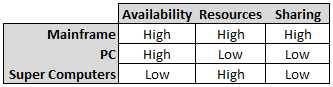 Availability Resources Sharing
Mainframe High High High
PC High Low Low
Super Computers Low High Low